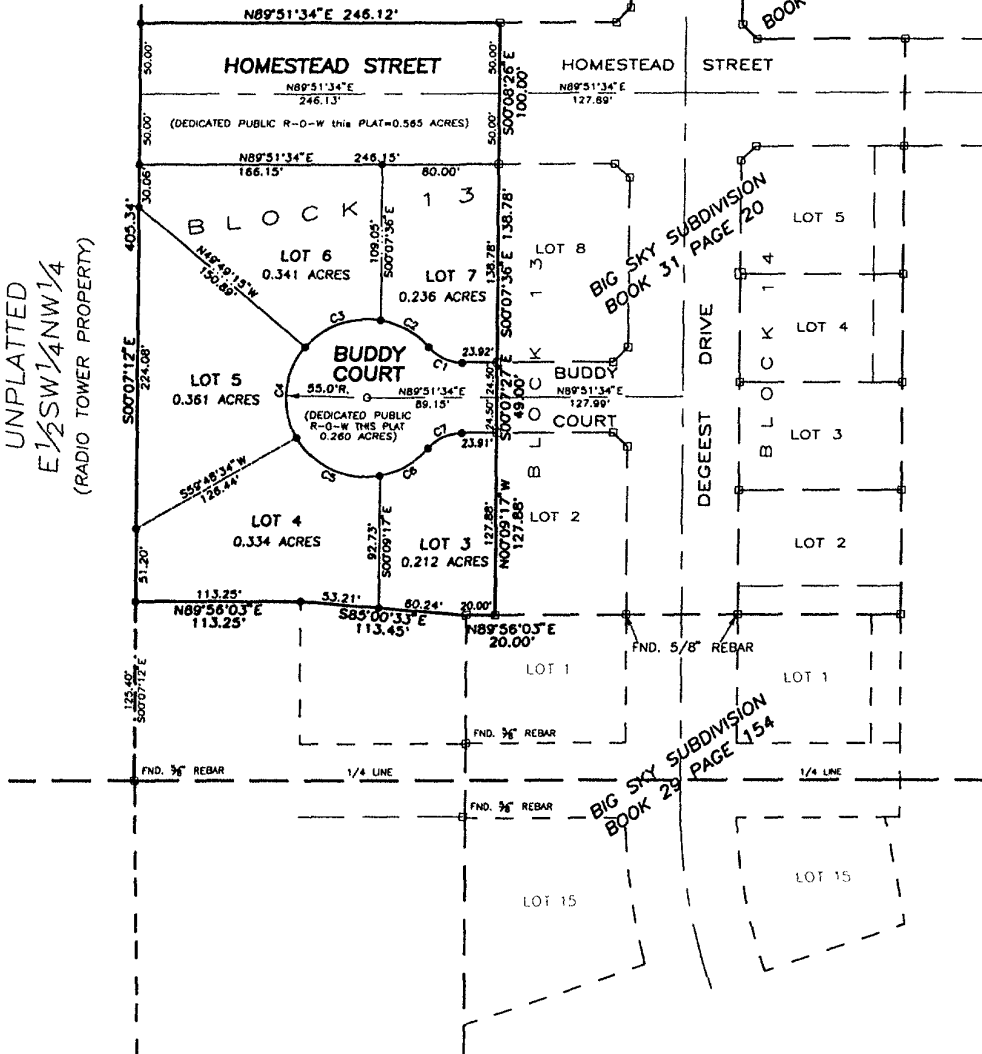 N89°51'34"E 246.12'
BOOK
50.00'
HOMESTEAD STREET
50.00'
S00°08'26"E
100.00'
HOMESTEAD STREET
N89°51'34"E
246.13'
N89°51'34"E
127.69'
50.00'
(DEDICATED PUBLIC R-O-W this PLAT=0.565 ACRES)
50.00'
N89°51'34"E 246.15'
166.15' 80.00'
30.06'
BLOCK 13
405.34'
N49°49'15"W
150.89'
LOT 6
0.341 ACRES
109.05'
S00°07'36"E
LOT 7
0.236 ACRES
138.78'
S00°07'36"E 138.78'
LOT 8
BLOCK 13
BIG SKY SUBDIVISION
BOOK 31 PAGE 20
LOT 5
BLOCK 14
LOT 4
LOT 3
LOT 2
UNPLATTED
E1/2SW1/4NW1/4
(RADIO TOWER PROPERTY)
S00°07'12"E
224.08'
LOT 5
0.361 ACRES
C3
C2
C1
C4
BUDDY
COURT
55.0'R.
N89°51'34"E
89.15'
(DEDICATED PUBLIC
R-O-W THIS PLAT
0.260 ACRES)
C5
C6
C7
23.92'
24.50'
24.50'
S00°07'27"E
49.00'
23.91'
BUDDY
N89°51'34"E
127.99'
COURT
DEGEEST DRIVE
S59°48'34"W
126.44'
LOT 4
0.334 ACRES
92.73'
S00°09'17"E
LOT 3
0.212 ACRES
127.88'
N00°09'17"W
127.88'
LOT 2
51.20'
113.25'
N89°56'03"E
113.25'
53.21' 60.24'
S85°00'33"E
113.45'
20.00'
N89°56'03"E
20.00'
FND. 5/8" REBAR
125.40'
S00°07'12"E
LOT 1
LOT 1
FND. 5/8" REBAR
BIG SKY SUBDIVISION
BOOK 29 PAGE 154
FND. 5/8" REBAR
1/4 LINE
1/4 LINE
FND. 5/8" REBAR
LOT 15
LOT 15